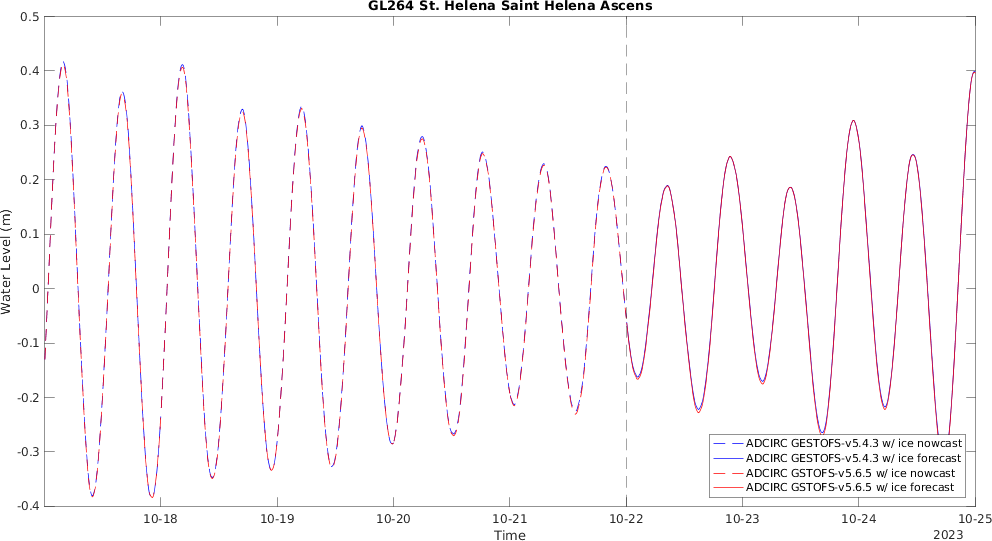 GL264 St. Helena Saint Helena Ascens
0.5
0.4
0.3
0.2
0.1
0
-0.1
-0.2
-0.3
-0.4
Water Level (m)
ADCIRC GESTOFS-v5.4.3 w/ ice nowcast
ADCIRC GESTOFS-v5.4.3 w/ ice forecast
ADCIRC GSTOFS-v5.6.5 w/ ice nowcast
ADCIRC GSTOFS-v5.6.5 w/ ice forecast
10-18 10-19 10-20 10-21 10-22 10-23 10-24 10-25
Time
2023